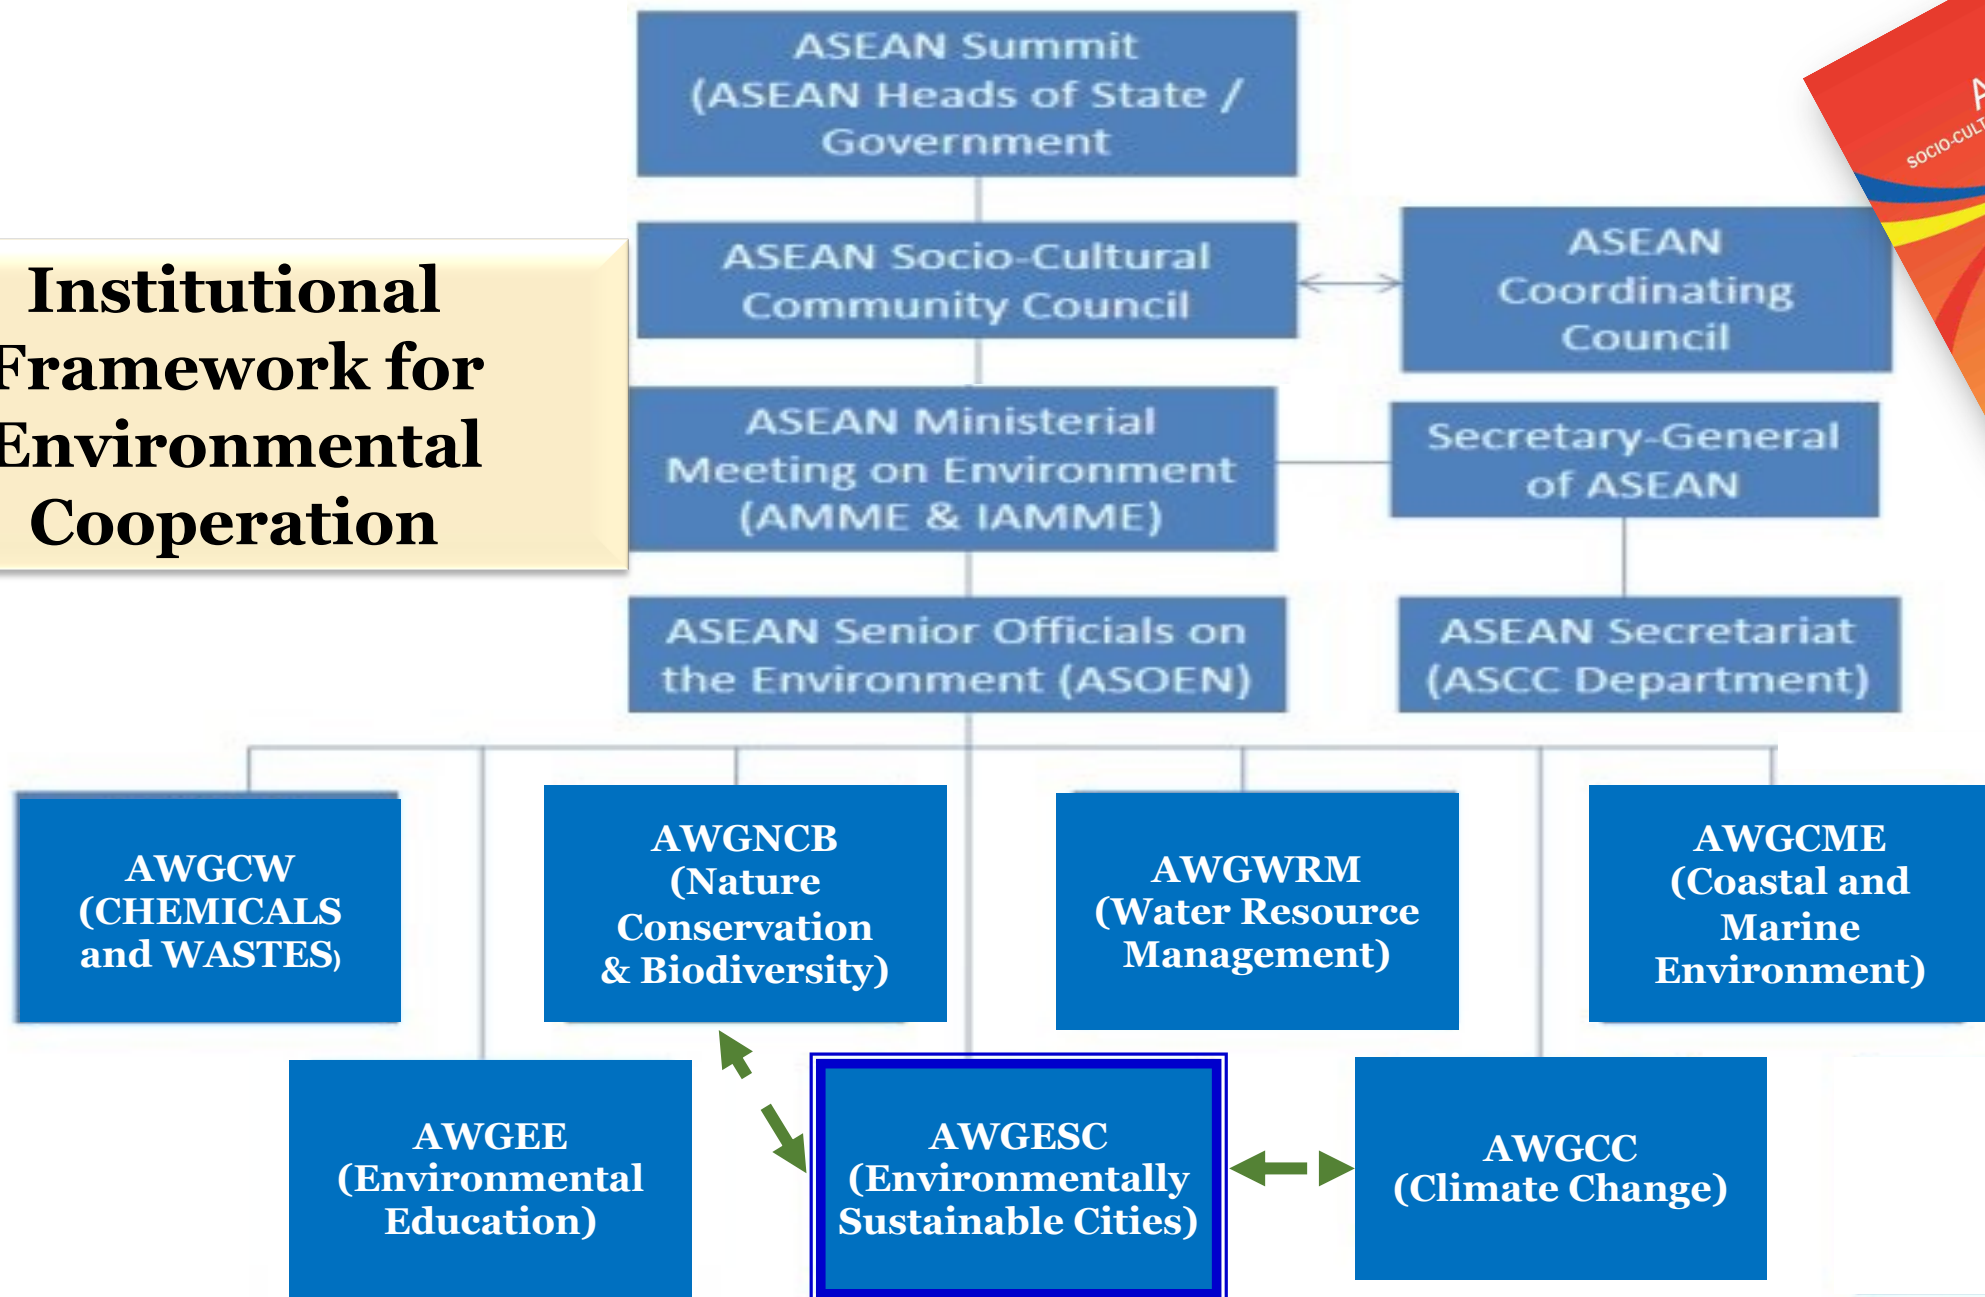 ASEAN Summit
(ASEAN Heads of State /
Government
ASEAN Socio-Cultural
Community Council
ASEAN
Coordinating
Council
Institutional
Framework for
Environmental
Cooperation
ASEAN Ministerial
Meeting on Environment
(AMME & IAMME)
Secretary-General
of ASEAN
ASEAN Senior Officials on
the Environment (ASOEN)
ASEAN Secretariat
(ASCC Department)
AWGCW
(CHEMICALS
and WASTES)
AWGNCB
(Nature
Conservation
& Biodiversity)
AWGWRM
(Water Resource
Management)
AWGCME
(Coastal and
Marine
Environment)
AWGEE
(Environmental
Education)
AWGESC
(Environmentally
Sustainable Cities)
AWGCC
(Climate Change)